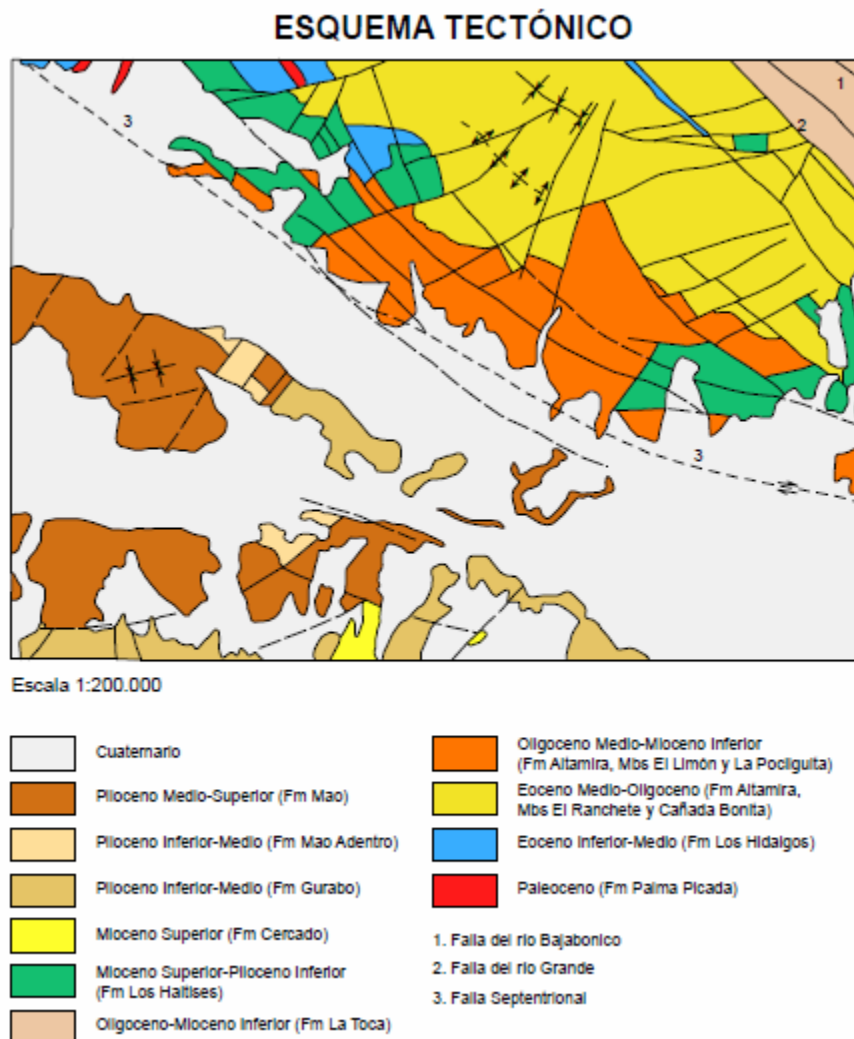 ESQUEMA TECTÓNICO
1
2
3
3
Escala 1:200.000
Cuaternario
Plioceno Medio-Superior (Fm Mao)
Plioceno Inferior-Medio (Fm Mao Adentro)
Plioceno Inferior-Medio (Fm Gurabo)
Mioceno Superior (Fm Cercado)
Mioceno Superior-Plioceno Inferior
(Fm Los Haitises)
Oligoceno-Mioceno Inferior (Fm La Toca)
Oligoceno Medio-Mioceno Inferior
(Fm Altamira, Mbs El Limón y La Pociguita)
Eoceno Medio-Oligoceno (Fm Altamira,
Mbs El Ranchete y Cañada Bonita)
Eoceno Inferior-Medio (Fm Los Hidalgos)
Paleoceno (Fm Palma Picada)
1. Falla del río Bajabonico
2. Falla del río Grande
3. Falla Septentrional